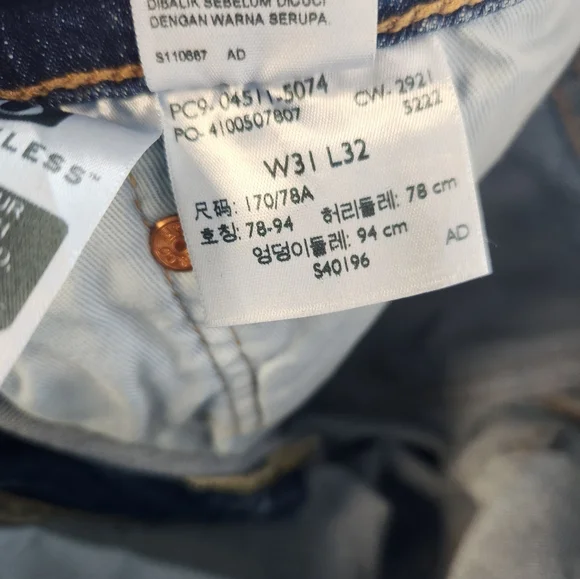 DIBALIK SEBELUM DICUCI
DENGAN WARNA SERUPA.
S110687 AD
PC9- 04511-5074 CW- 2921
PO- 4100507807 5222
W31 L32
尺码: 170/78A
호칭: 78-94 허리둘레: 78 cm
엉덩이둘레: 94 cm
S40196 AD
LESS™